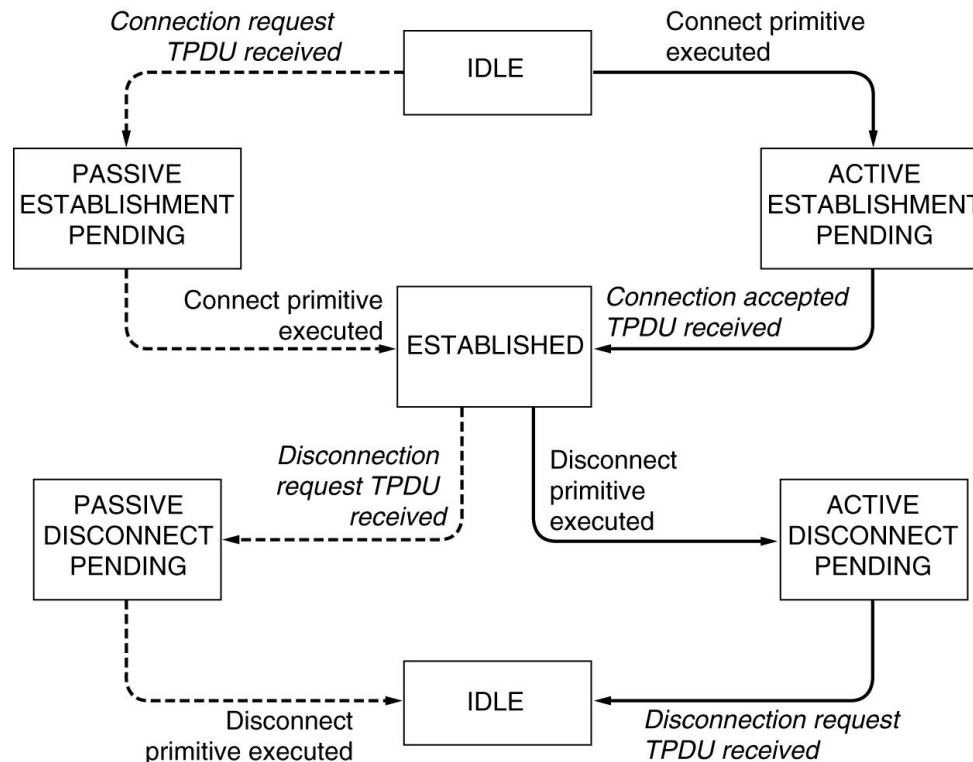 Connection request
TPDU received
IDLE
Connect primitive
executed
PASSIVE
ESTABLISHMENT
PENDING
ACTIVE
ESTABLISHMENT
PENDING
Connect primitive
executed
ESTABLISHED
Connection accepted
TPDU received
Disconnection
request TPDU
received
Disconnect
primitive
executed
PASSIVE
DISCONNECT
PENDING
ACTIVE
DISCONNECT
PENDING
Disconnect
primitive executed
IDLE
Disconnection request
TPDU received